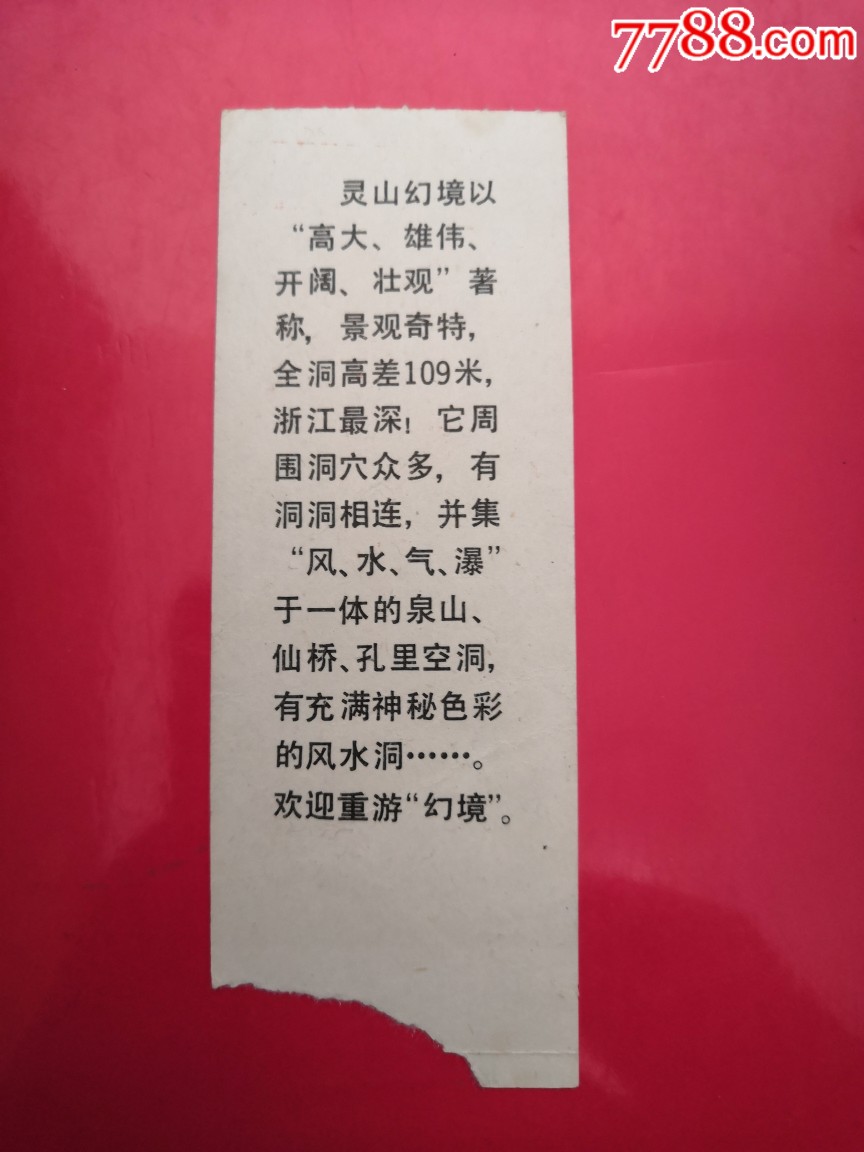 7788.com
灵山幻境以
“高大、雄伟、
开阔、壮观”著
称，景观奇特，
全洞高差109米，
浙江最深！它周
围洞穴众多，有
洞洞相连，并集
“风、水、气、瀑”
于一体的泉山、
仙桥、孔里空洞，
有充满神秘色彩
的风水洞……。
欢迎重游“幻境”。